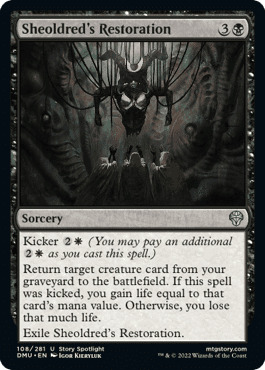 Sheoldred's Restoration 3
Sorcery
Kicker 2 (You may pay an additional
2 as you cast this spell.)
Return target creature card from your
graveyard to the battlefield. If this spell
was kicked, you gain life equal to that
card's mana value. Otherwise, you lose
that much life.
Exile Sheoldred's Restoration.
108/281 U Story Spotlight mtgstory.com
DMU • EN Igor Kieryluk ™ & © 2022 Wizards of the Coast